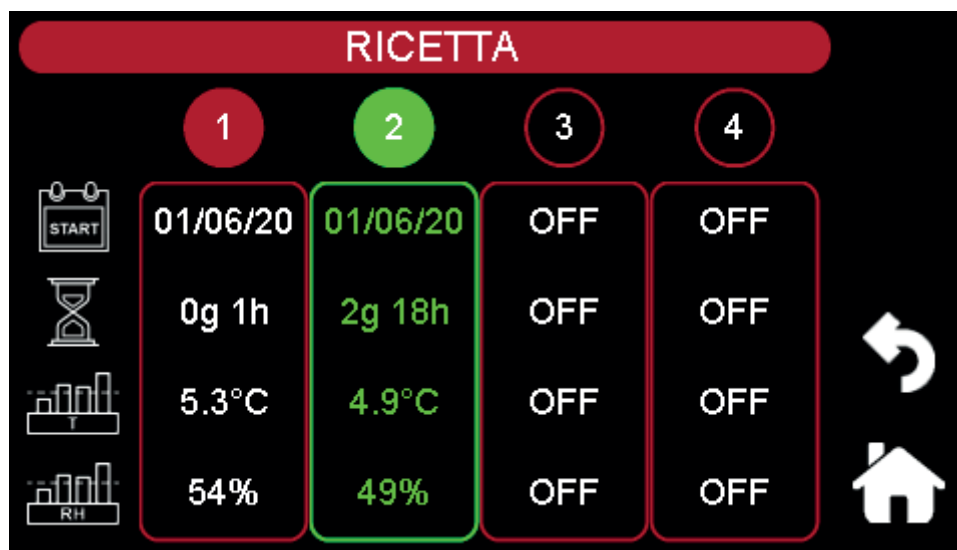 RICETTA
1 2 3 4
START 01/06/20 01/06/20 OFF OFF
0g 1h 2g 18h OFF OFF
T 5.3°C 4.9°C OFF OFF
RH 54% 49% OFF OFF